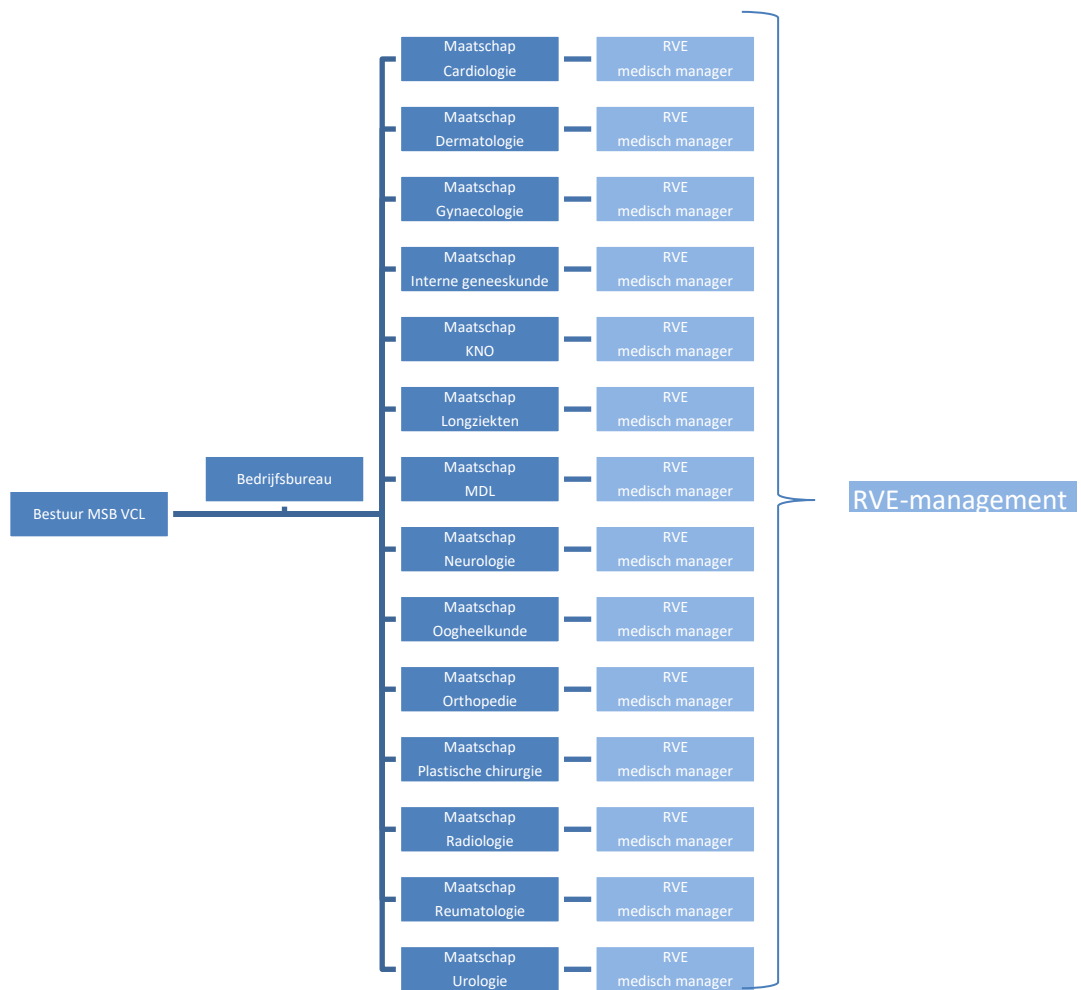 Bestuur MSB VCL
Bedrijfsbureau
Maatschap
Cardiologie
RVE
medisch manager
Maatschap
Dermatologie
RVE
medisch manager
Maatschap
Gynaecologie
RVE
medisch manager
Maatschap
Interne geneeskunde
RVE
medisch manager
Maatschap
KNO
RVE
medisch manager
Maatschap
Longziekten
RVE
medisch manager
Maatschap
MDL
RVE
medisch manager
Maatschap
Neurologie
RVE
medisch manager
Maatschap
Oogheelkunde
RVE
medisch manager
Maatschap
Orthopedie
RVE
medisch manager
Maatschap
Plastische chirurgie
RVE
medisch manager
Maatschap
Radiologie
RVE
medisch manager
Maatschap
Reumatologie
RVE
medisch manager
Maatschap
Urologie
RVE
medisch manager
RVE-management